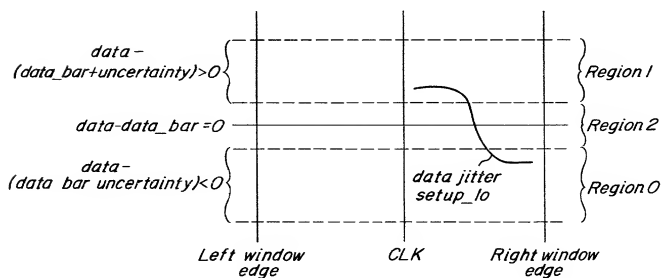 data-
(data_bar+uncertainty)>0
Region 1
data-data_bar=0
Region 2
data-
(data bar uncertainty)<0
data jitter
setup_lo
Region 0
Left window
edge
CLK
Right window
edge